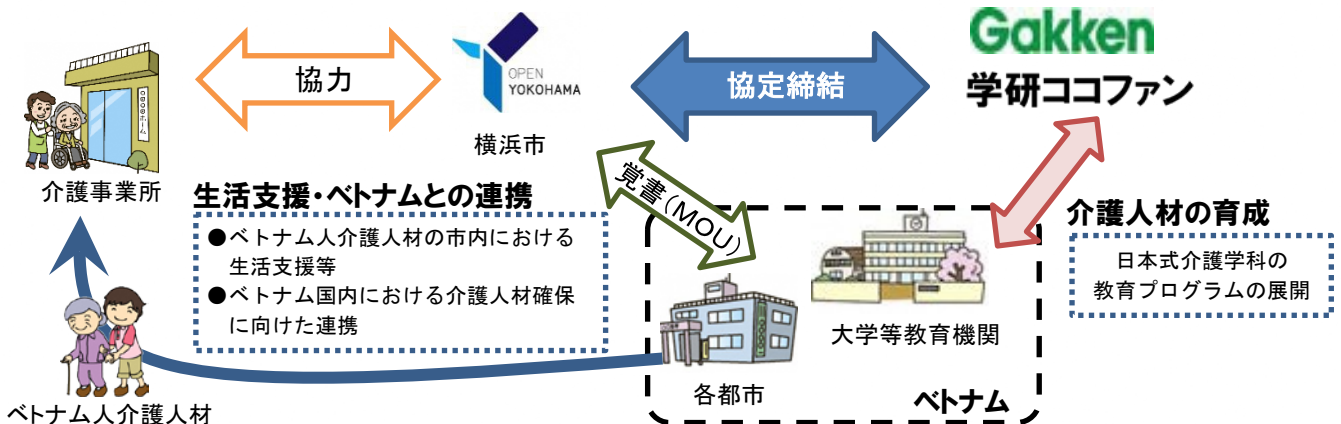 Gakken
学研ココファン
協力
OPEN
YOKOHAMA
協定締結
横浜市
介護事業所
生活支援・ベトナムとの連携
●ベトナム人介護人材の市内における
生活支援等
●ベトナム国内における介護人材確保
に向けた連携
覚書(MOU)
介護人材の育成
日本式介護学科の
教育プログラムの展開
大学等教育機関
各都市
ベトナム
ベトナム人介護人材